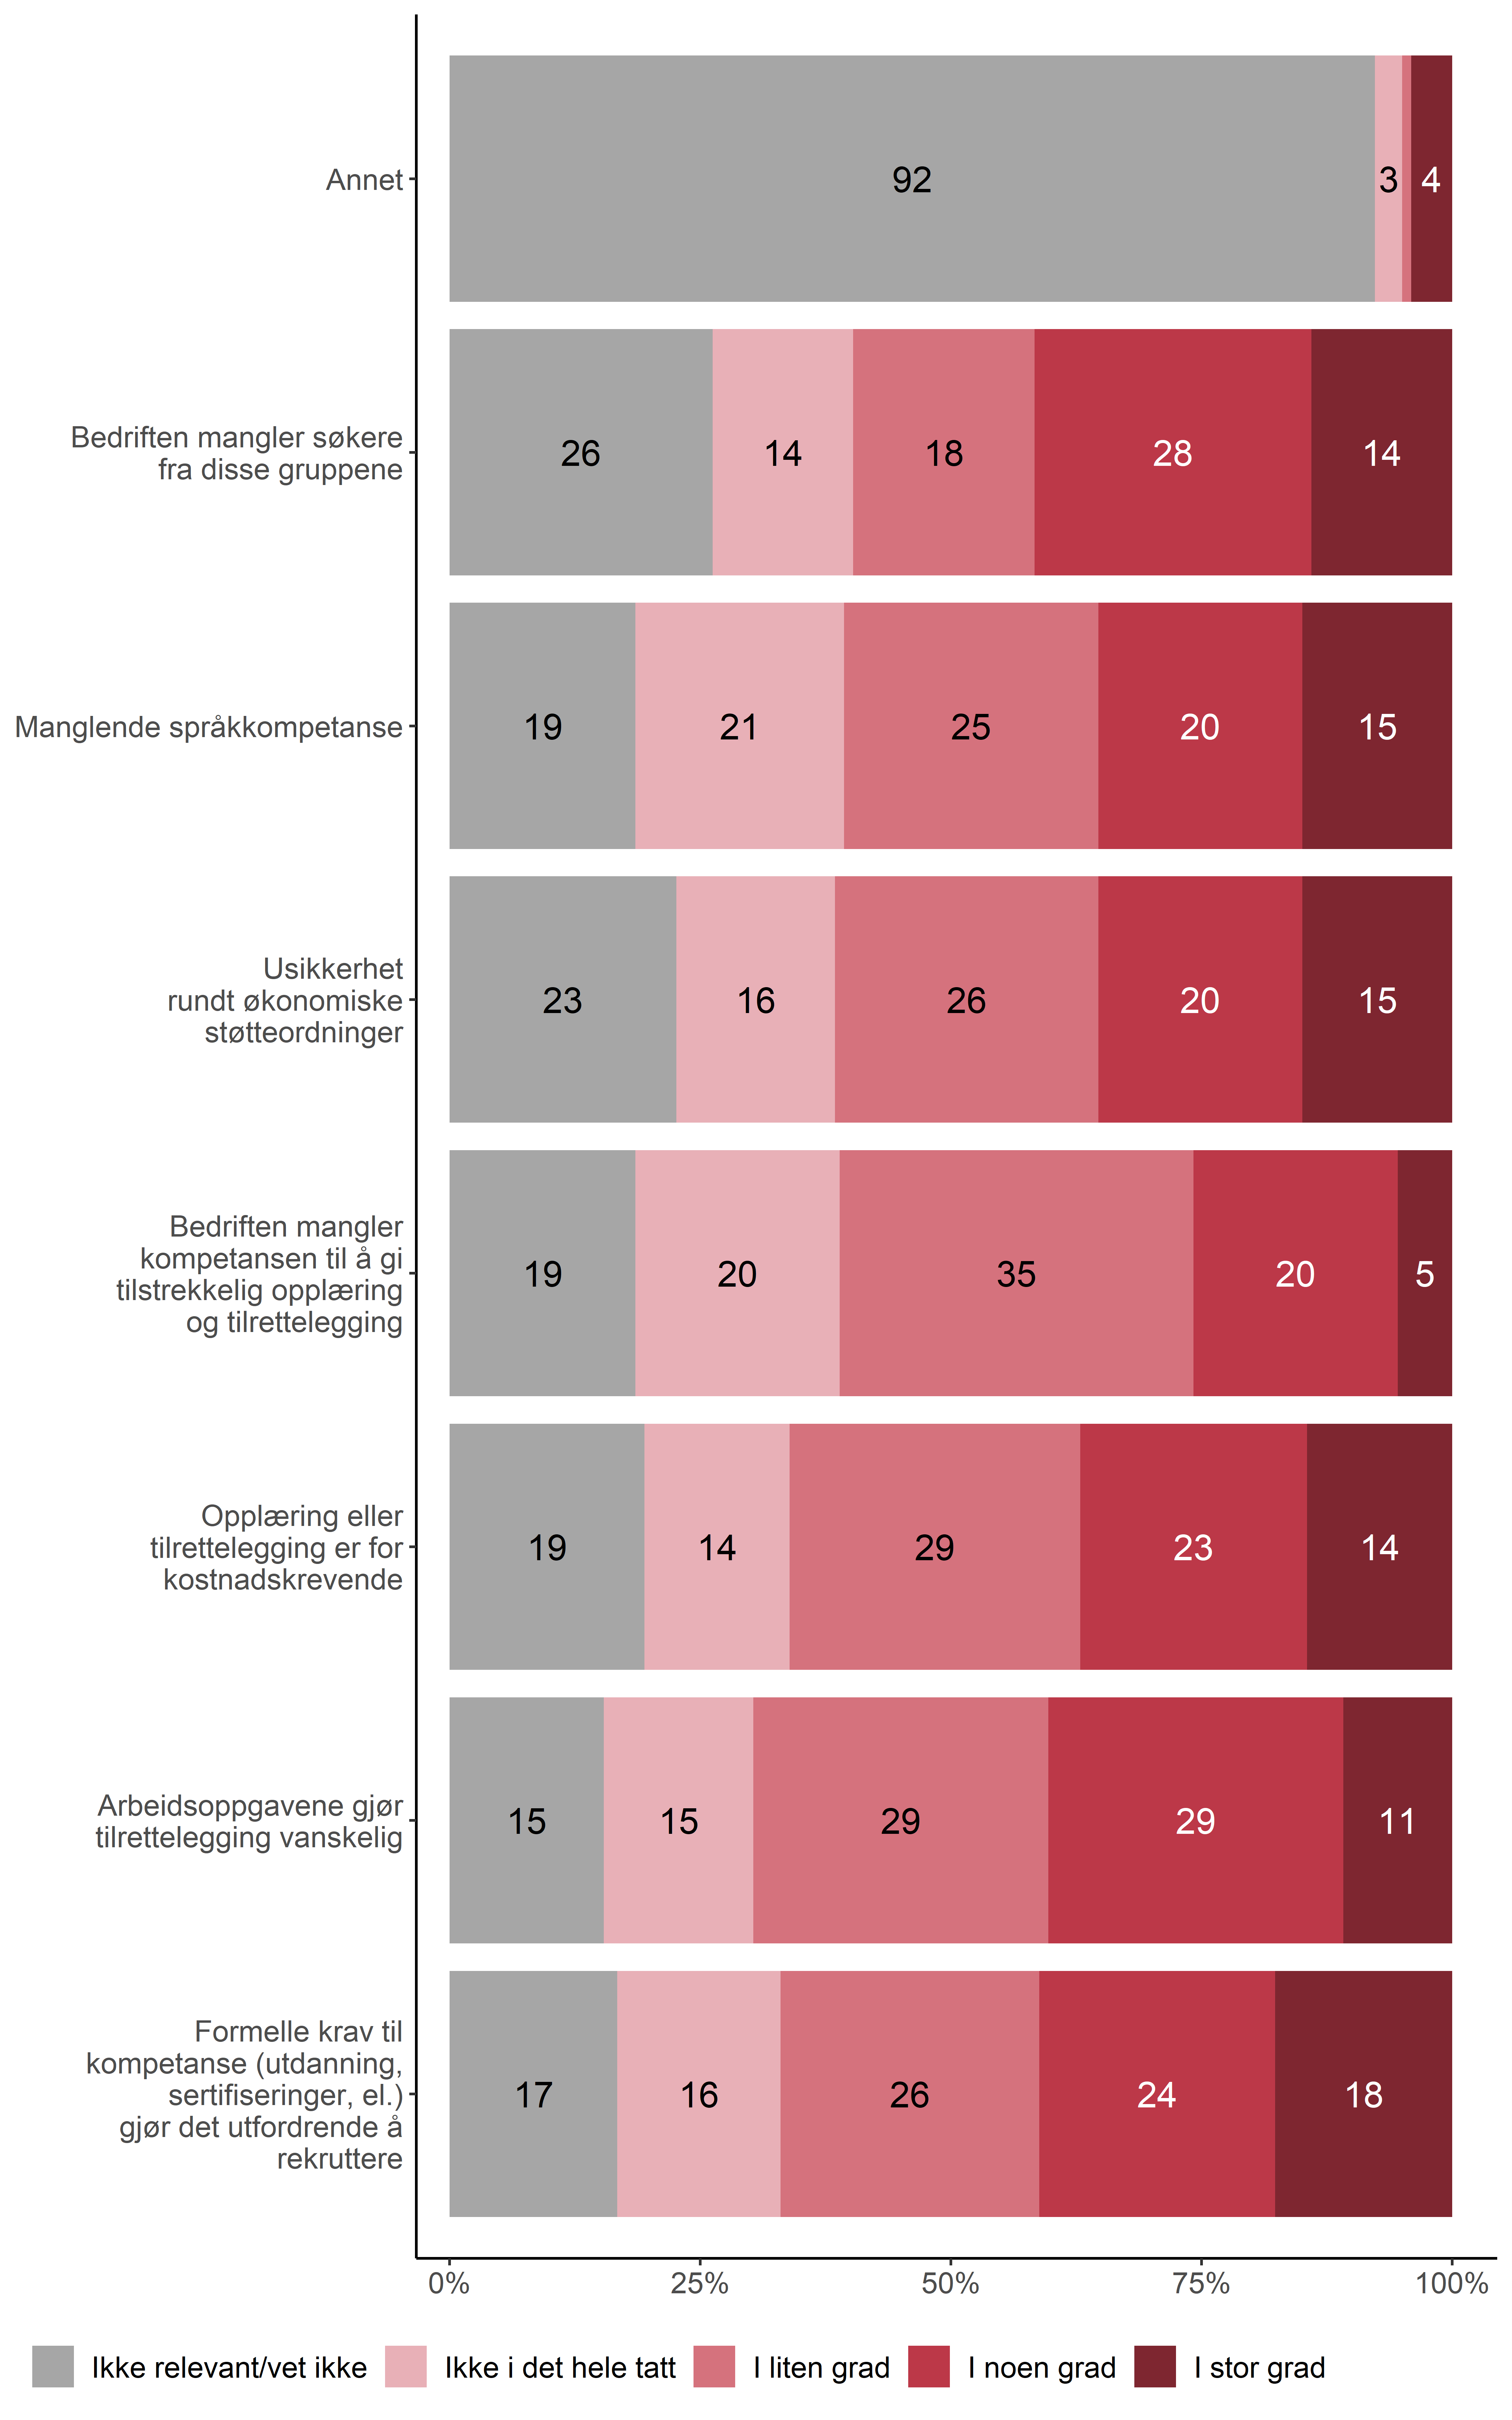 Annet
92
3
4
Bedriften mangler søkere
fra disse gruppene
26
14
18
28
14
Manglende språkkompetanse
19
21
25
20
15
Usikkerhet
rundt økonomiske
støtteordninger
23
16
26
20
15
Bedriften mangler
kompetansen til å gi
tilstrekkelig opplæring
og tilrettelegging
19
20
35
20
5
Opplæring eller
tilrettelegging er for
kostnadskrevende
19
14
29
23
14
Arbeidsoppgavene gjør
tilrettelegging vanskelig
15
15
29
29
11
Formelle krav til
kompetanse (utdanning,
sertifiseringer, el.)
gjør det utfordrende å
rekruttere
17
16
26
24
18
0%
25%
50%
75%
100%
Ikke relevant/vet ikke
Ikke i det hele tatt
I liten grad
I noen grad
I stor grad